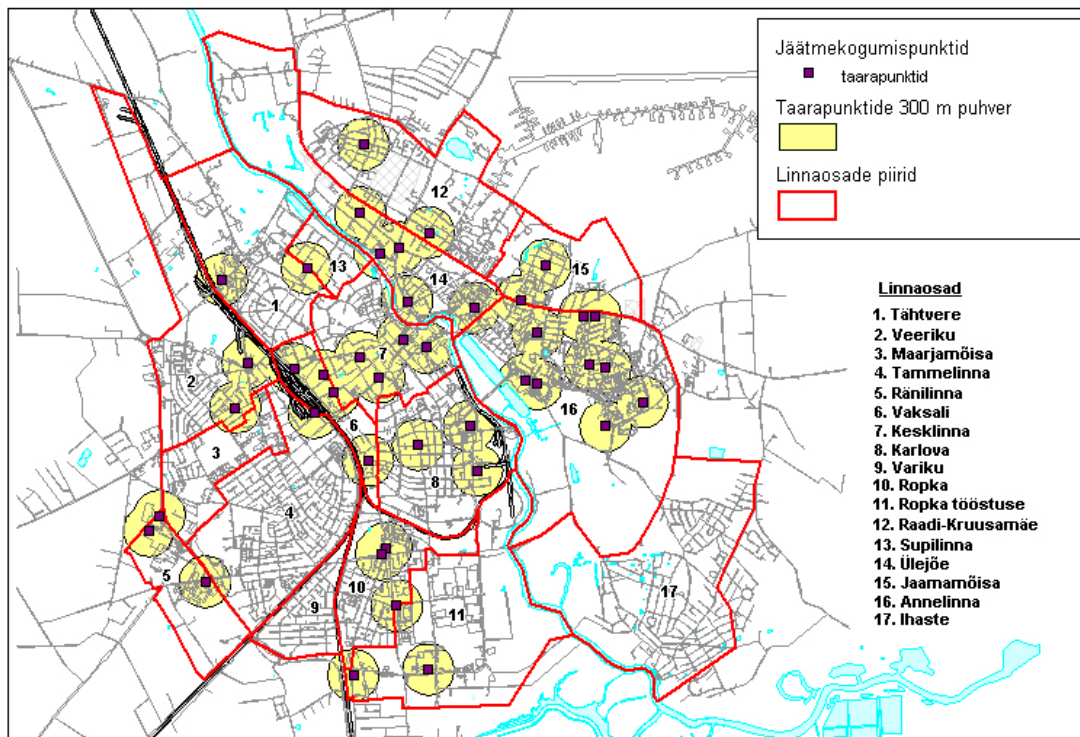 Jäätmekogumispunktid
taarapunktid
Taarapunktide 300 m puhver
Linnaosade piirid
Linnaosad
1. Tähtvere
2. Veeriku
3. Maarjamõisa
4. Tammelinna
5. Ränilinna
6. Vaksali
7. Kesklinna
8. Karlova
9. Variku
10. Ropka
11. Ropka tööstuse
12. Raadi-Kruusamäe
13. Supilinna
14. Ülejõe
15. Jaamamõisa
16. Annelinna
17. Ihaste
12
13
15
14
1
7
2
16
6
3
8
4
5
10
17
9
11